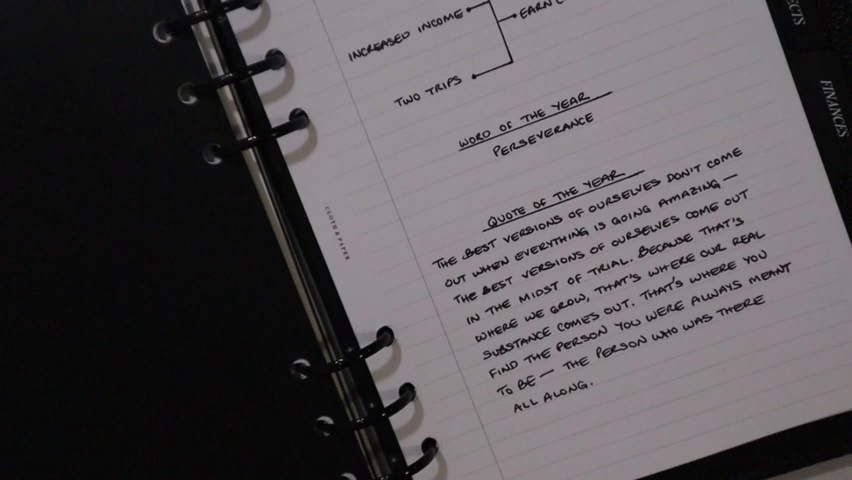 INCREASED INCOME
EARN
TWO TRIPS
WORD OF THE YEAR
PERSEVERANCE
QUOTE OF THE YEAR
THE BEST VERSIONS OF OURSELVES DON'T COME
OUT WHEN EVERYTHING IS GOING AMAZING —
THE BEST VERSIONS OF OURSELVES COME OUT
IN THE MIDST OF TRIAL. BECAUSE THAT'S
WHERE WE GROW, THAT'S WHERE OUR REAL
SUBSTANCE COMES OUT. THAT'S WHERE YOU
FIND THE PERSON YOU WERE ALWAYS MEANT
TO BE — THE PERSON WHO WAS THERE
ALL ALONG.
CLOTH & PAPER
FINANCES